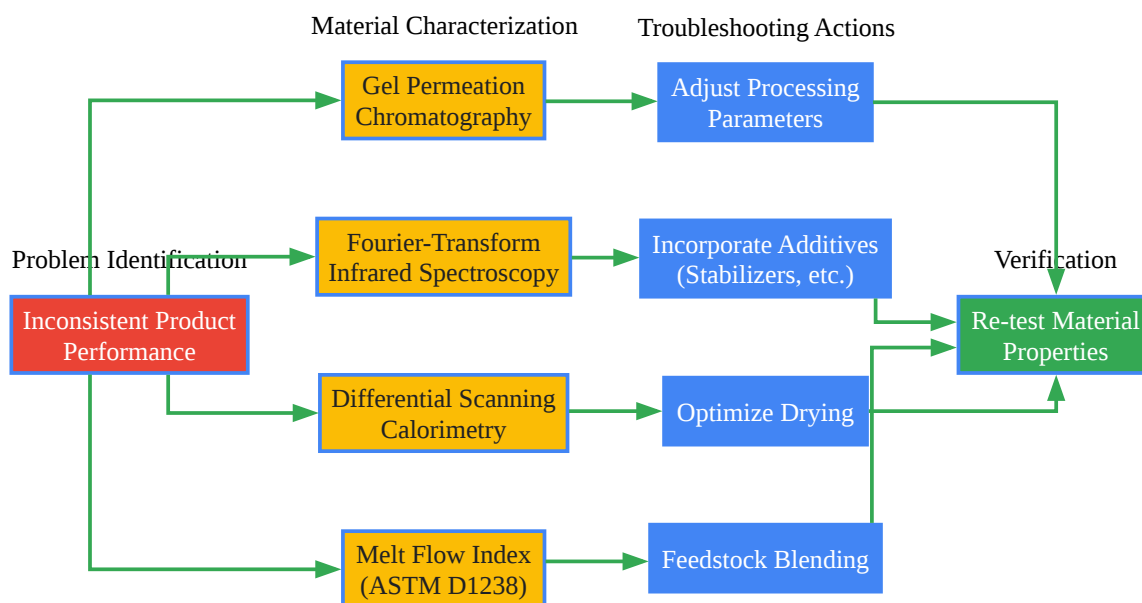 Material Characterization
Troubleshooting Actions
Gel Permeation
Chromatography
Adjust Processing
Parameters
Problem Identification
Fourier-Transform
Infrared Spectroscopy
Incorporate Additives
(Stabilizers, etc.)
Verification
Inconsistent Product
Performance
Re-test Material
Properties
Differential Scanning
Calorimetry
Optimize Drying
Melt Flow Index
(ASTM D1238)
Feedstock Blending